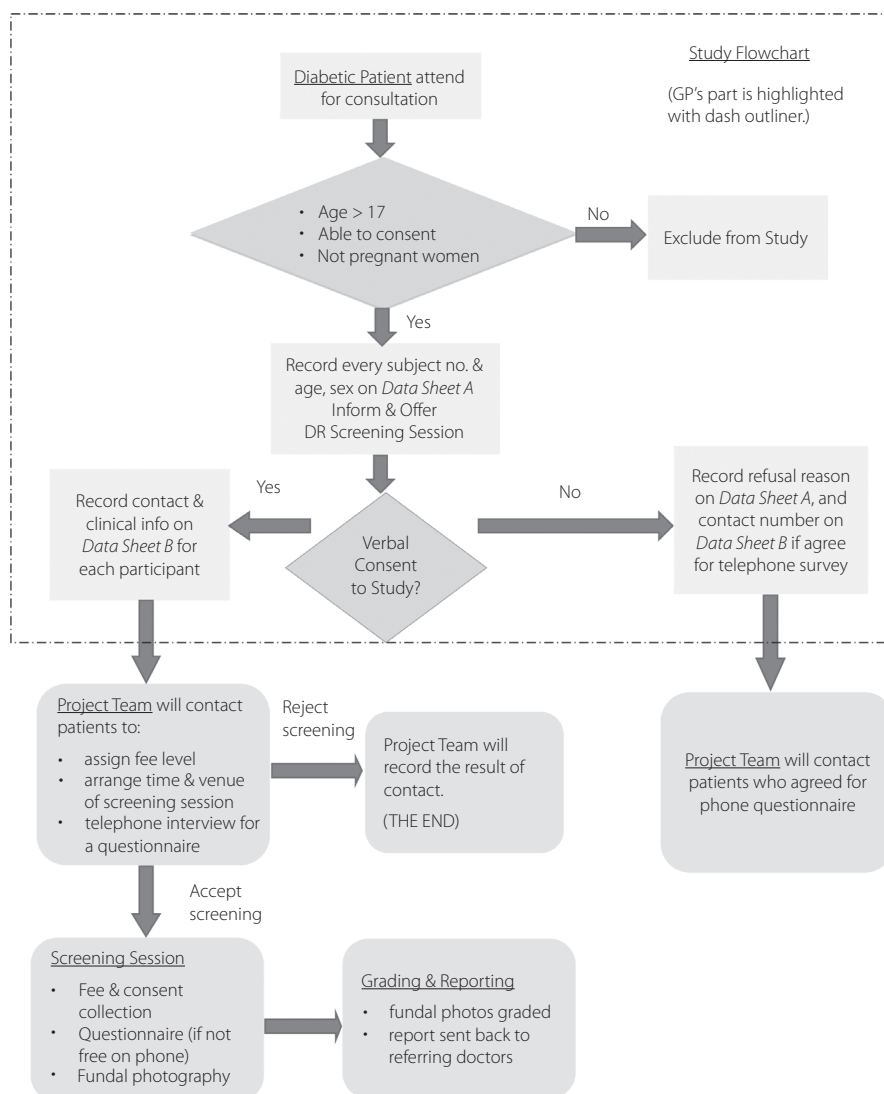 Study Flowchart
(GP's part is highlighted
with dash outliner.)
Diabetic Patient attend
for consultation
• Age > 17
• Able to consent
• Not pregnant women
No
Exclude from Study
Yes
Record every subject no. &
age, sex on Data Sheet A
Inform & Offer
DR Screening Session
Verbal
Consent
to Study?
Yes
Record contact &
clinical info on
Data Sheet B for
each participant
No
Record refusal reason
on Data Sheet A, and
contact number on
Data Sheet B if agree
for telephone survey
Project Team will contact
patients to:
• assign fee level
• arrange time & venue
of screening session
• telephone interview for
a questionnaire
Reject
screening
Project Team will
record the result of
contact.
(THE END)
Project Team will contact
patients who agreed for
phone questionnaire
Accept
screening
Screening Session
• Fee & consent
collection
• Questionnaire (if not
free on phone)
• Fundal photography
Grading & Reporting
• fundal photos graded
• report sent back to
referring doctors